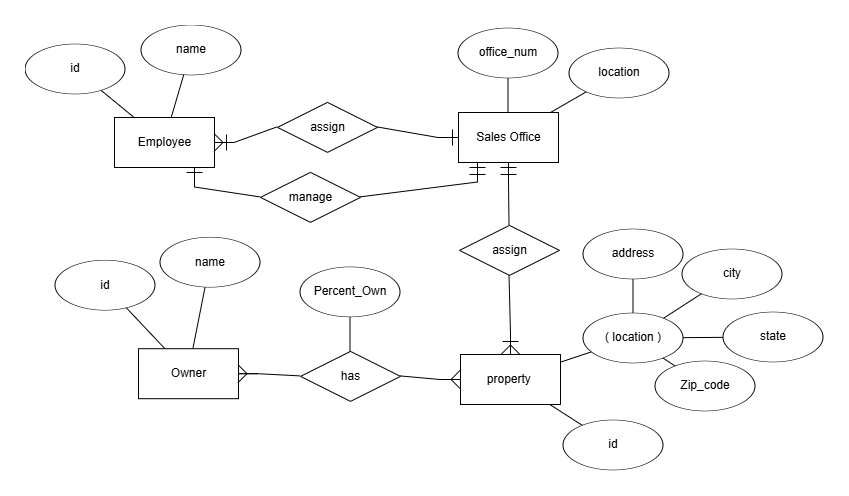 name
office_num
id
location
assign
Sales Office
Employee
manage
assign
address
name
city
id
Percent_Own
( location )
state
Owner
has
property
Zip_code
id